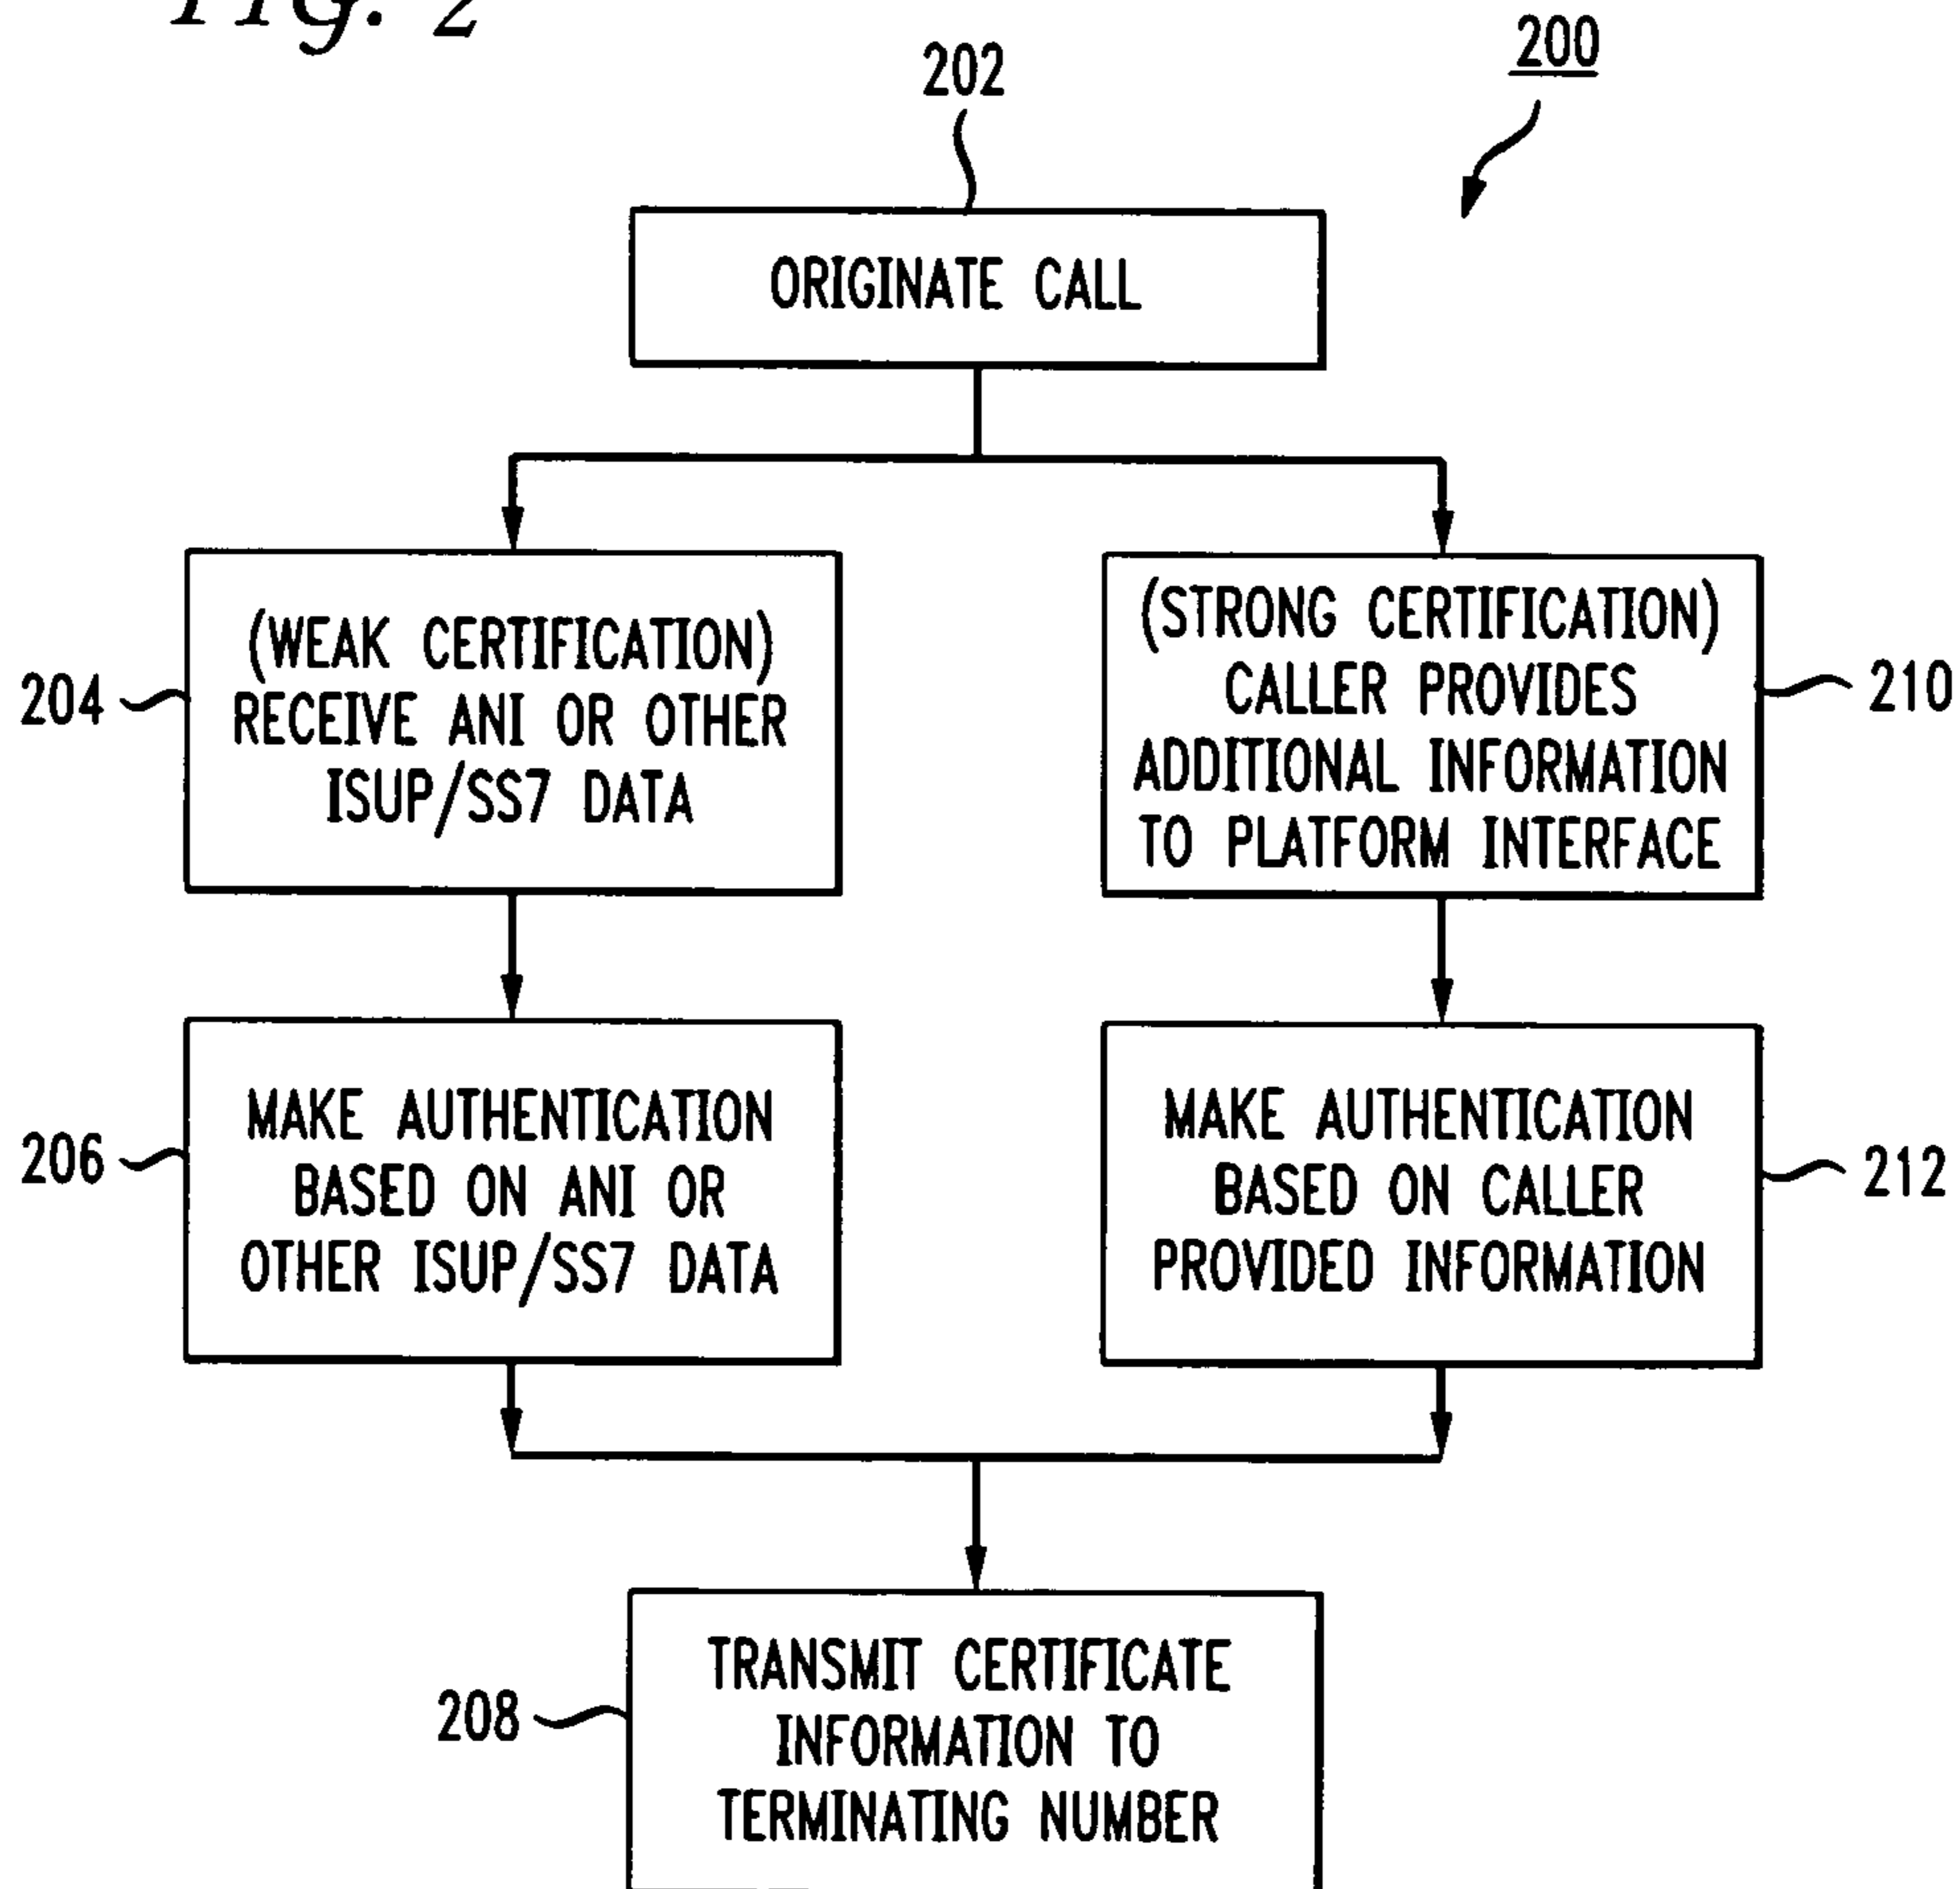 FIG. 2
200
202
ORIGINATE CALL
(WEAK CERTIFICATION)
RECEIVE ANI OR OTHER
ISUP/SS7 DATA
204
(STRONG CERTIFICATION)
CALLER PROVIDES
ADDITIONAL INFORMATION
TO PLATFORM INTERFACE
210
MAKE AUTHENTICATION
BASED ON ANI OR
OTHER ISUP/SS7 DATA
206
MAKE AUTHENTICATION
BASED ON CALLER
PROVIDED INFORMATION
212
TRANSMIT CERTIFICATE
INFORMATION TO
TERMINATING NUMBER
208